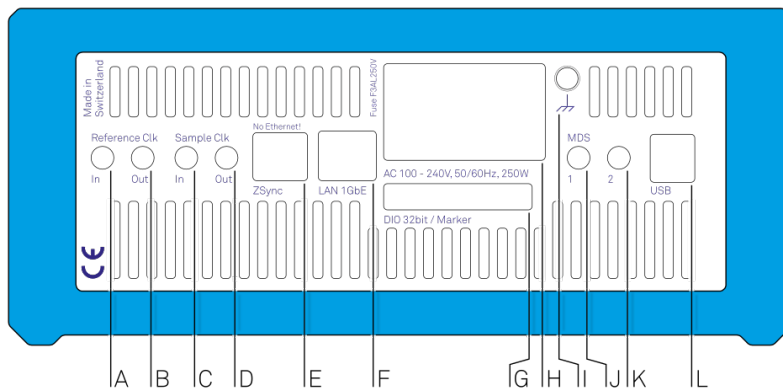 Made in
Switzerland
Fuse F3AL250V
Reference Clk
Sample Clk
No Ethernet!
MDS
In
Out
In
Out
ZSync
LAN 1GbE
AC 100 - 240V, 50/60Hz, 250W
1
2
USB
DIO 32bit / Marker
CE
A B C D E F G H I J K L